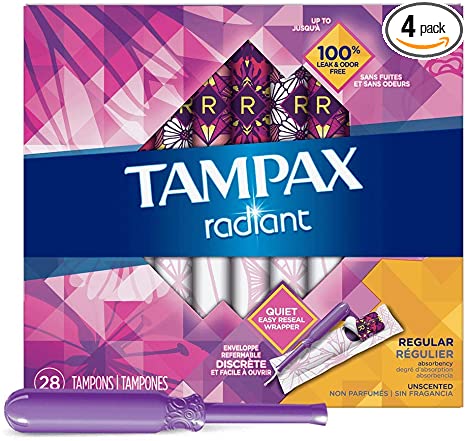 4
pack
UP TO
JUSQU'À
100%
LEAK & ODOR
FREE
SANS FUITES
ET SANS ODEURS
R R R R R
TAMPAX
radiant
QUIET
EASY RESEAL
WRAPPER
ENVELOPPE
REFERMABLE
DISCRÈTE
ET FACILE À OUVRIR
REGULAR
RÉGULIER
absorbency
degré d'absorption
absorbencia
UNSCENTED
NON PARFUMÉS | SIN FRAGANCIA
28 TAMPONS | TAMPONES